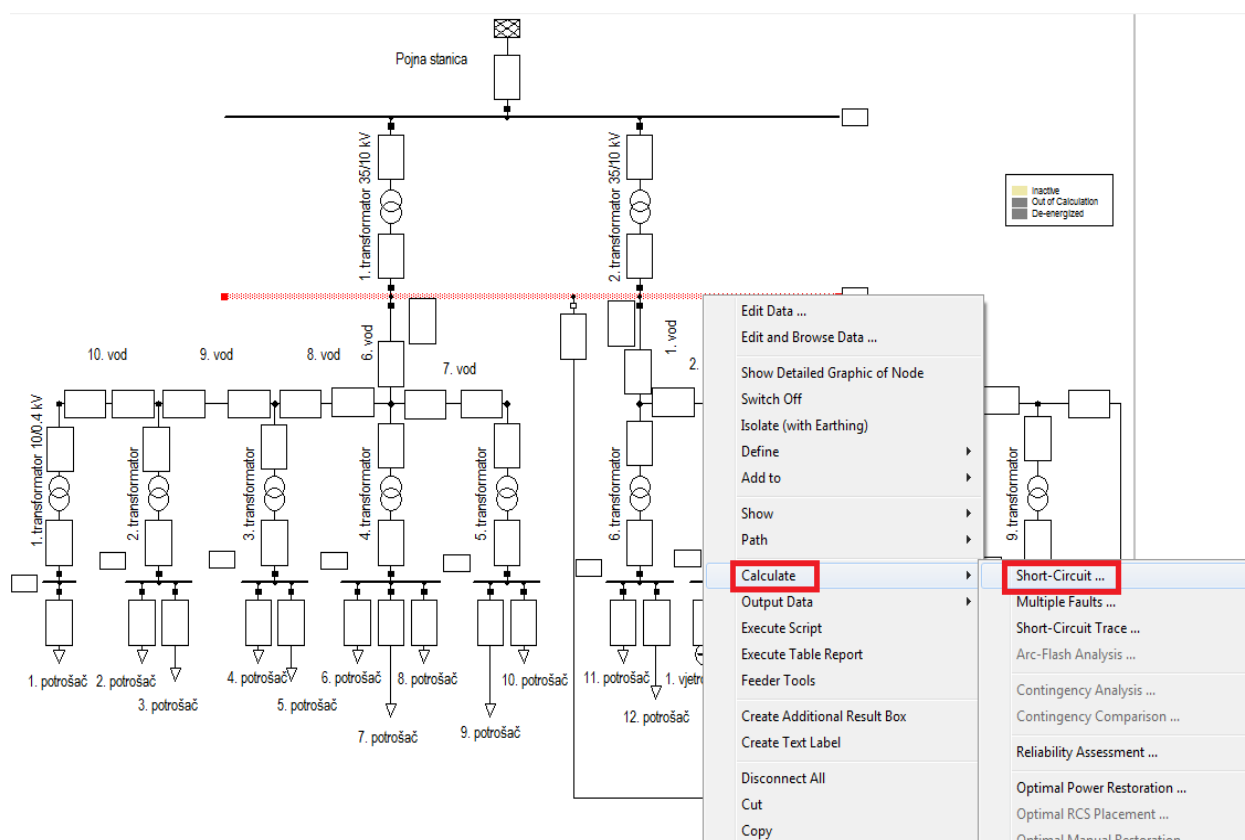 Pojna stanica
1. transformator 35/10 kV
2. transformator 35/10 kV
Inactive
Out of Calculation
De-energized
10. vod
9. vod
8. vod
6. vod
7. vod
1. vod
2.
1. transformator 10/0.4 kV
2. transformator
3. transformator
4. transformator
5. transformator
6. transformator
9. transformator
1. potrošač
2. potrošač
3. potrošač
4. potrošač
5. potrošač
6. potrošač
7. potrošač
8. potrošač
9. potrošač
10. potrošač
11. potrošač
12. potrošač
Edit Data ...
Edit and Browse Data ...
Show Detailed Graphic of Node
Switch Off
Isolate (with Earthing)
Define
Add to
Show
Path
Calculate
Output Data
Execute Script
Execute Table Report
Feeder Tools
Create Additional Result Box
Create Text Label
Disconnect All
Cut
Copy
Short-Circuit ...
Multiple Faults ...
Short-Circuit Trace ...
Arc-Flash Analysis ...
Contingency Analysis ...
Contingency Comparison ...
Reliability Assessment ...
Optimal Power Restoration ...
Optimal RCS Placement ...